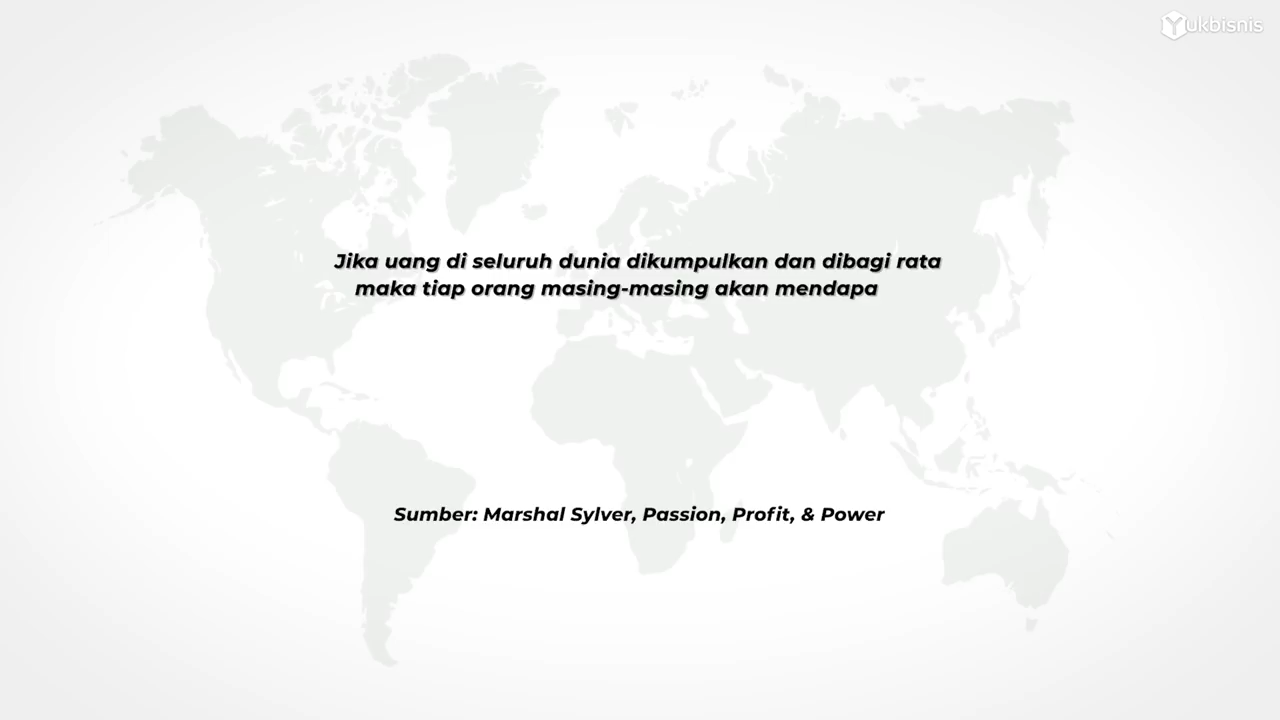 Yukbisnis
Jika uang di seluruh dunia dikumpulkan dan dibagi rata
maka tiap orang masing-masing akan mendapa
Sumber: Marshal Sylver, Passion, Profit, & Power